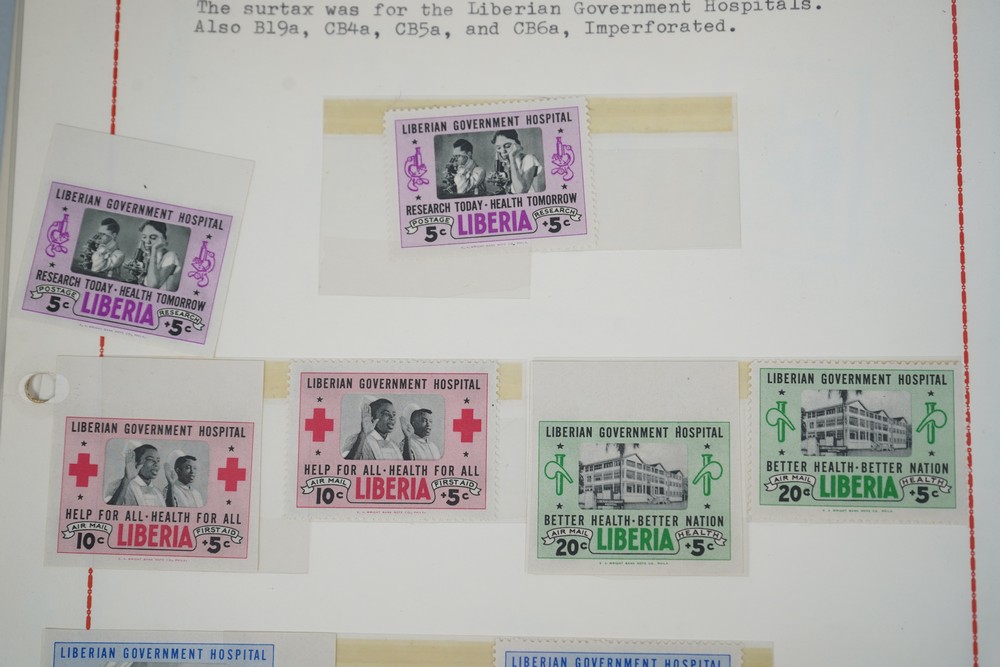 The surtax was for the Liberian Government Hospitals.
Also B19a, CB4a, CB5a, and CB6a, Imperforated.
LIBERIAN GOVERNMENT HOSPITAL
RESEARCH TODAY · HEALTH TOMORROW
POSTAGE RESEARCH
5c LIBERIA +5c
LIBERIAN GOVERNMENT HOSPITAL
RESEARCH TODAY · HEALTH TOMORROW
POSTAGE RESEARCH
5c LIBERIA +5c
LIBERIAN GOVERNMENT HOSPITAL
HELP FOR ALL · HEALTH FOR ALL
AIR MAIL FIRST AID
10c LIBERIA +5c
LIBERIAN GOVERNMENT HOSPITAL
HELP FOR ALL · HEALTH FOR ALL
AIR MAIL FIRST AID
10c LIBERIA +5c
LIBERIAN GOVERNMENT HOSPITAL
BETTER HEALTH · BETTER NATION
AIR MAIL HEALTH
20c LIBERIA +5c
LIBERIAN GOVERNMENT HOSPITAL
BETTER HEALTH · BETTER NATION
AIR MAIL HEALTH
20c LIBERIA +5c
LIBERIAN GOVERNMENT HOSPITAL
LIBERIAN GOVERNMENT HOSPITAL